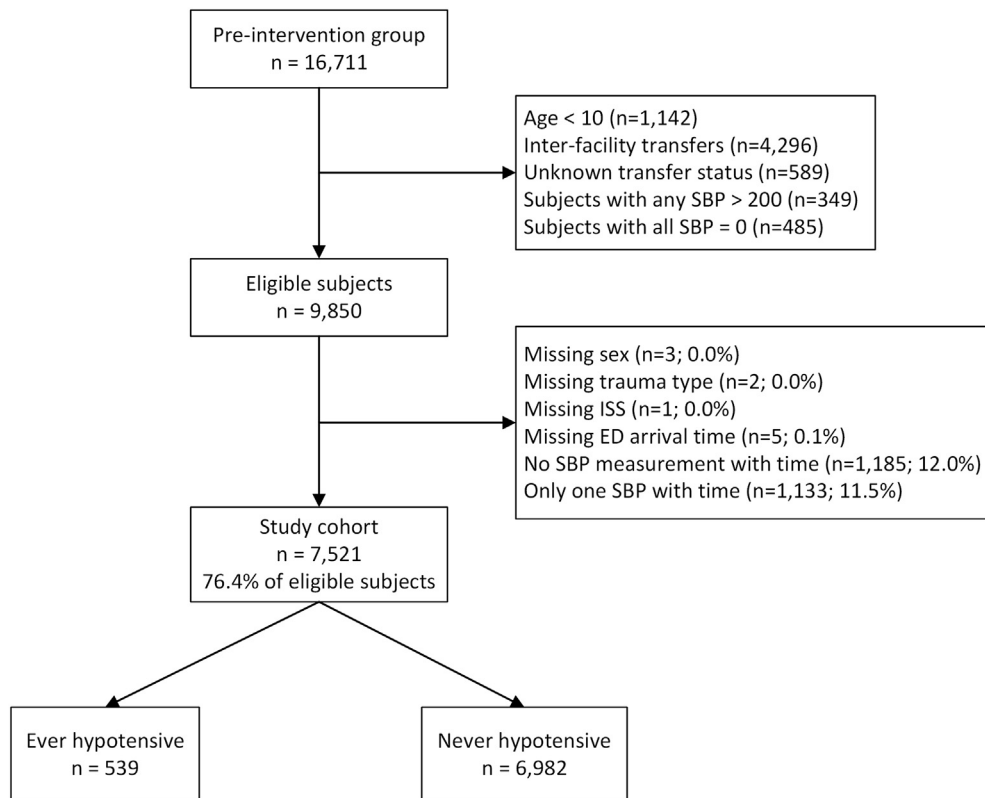 Pre-intervention group
n = 16,711
Age < 10 (n=1,142)
Inter-facility transfers (n=4,296)
Unknown transfer status (n=589)
Subjects with any SBP > 200 (n=349)
Subjects with all SBP = 0 (n=485)
Eligible subjects
n = 9,850
Missing sex (n=3; 0.0%)
Missing trauma type (n=2; 0.0%)
Missing ISS (n=1; 0.0%)
Missing ED arrival time (n=5; 0.1%)
No SBP measurement with time (n=1,185; 12.0%)
Only one SBP with time (n=1,133; 11.5%)
Study cohort
n = 7,521
76.4% of eligible subjects
Ever hypotensive
n = 539
Never hypotensive
n = 6,982